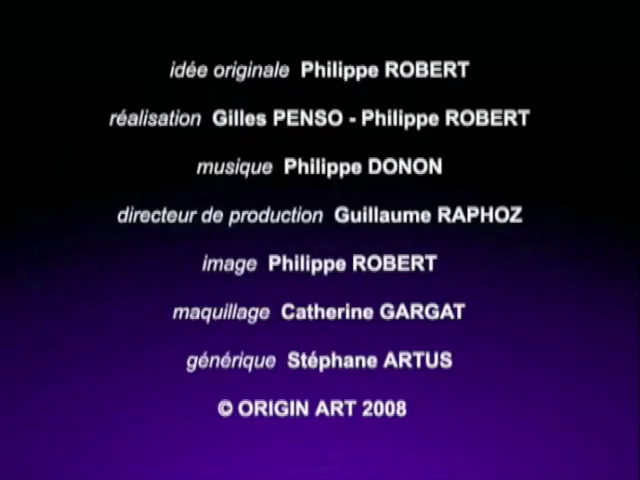 idée originale Philippe ROBERT
réalisation Gilles PENSO - Philippe ROBERT
musique Philippe DONON
directeur de production Guillaume RAPHOZ
image Philippe ROBERT
maquillage Catherine GARGAT
générique Stéphane ARTUS
© ORIGIN ART 2008